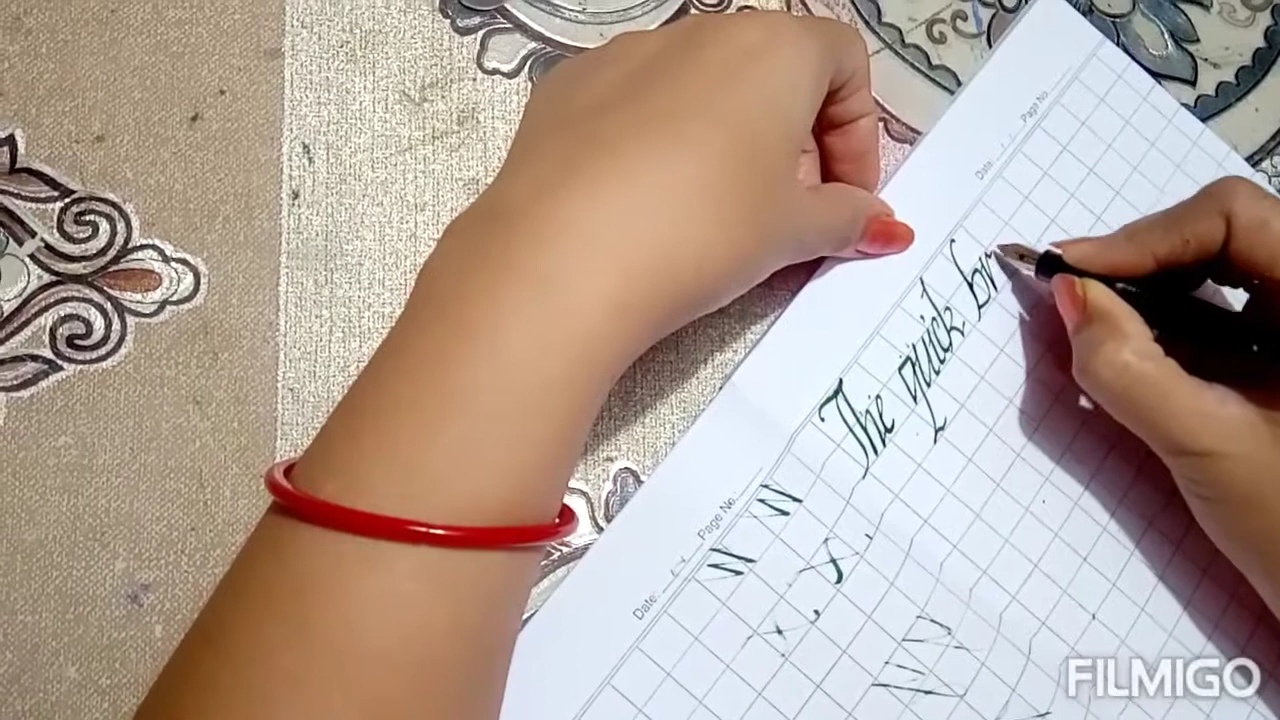 Date: Page No.
The quick br
Date: Page No.
W W
x x
FILMIGO